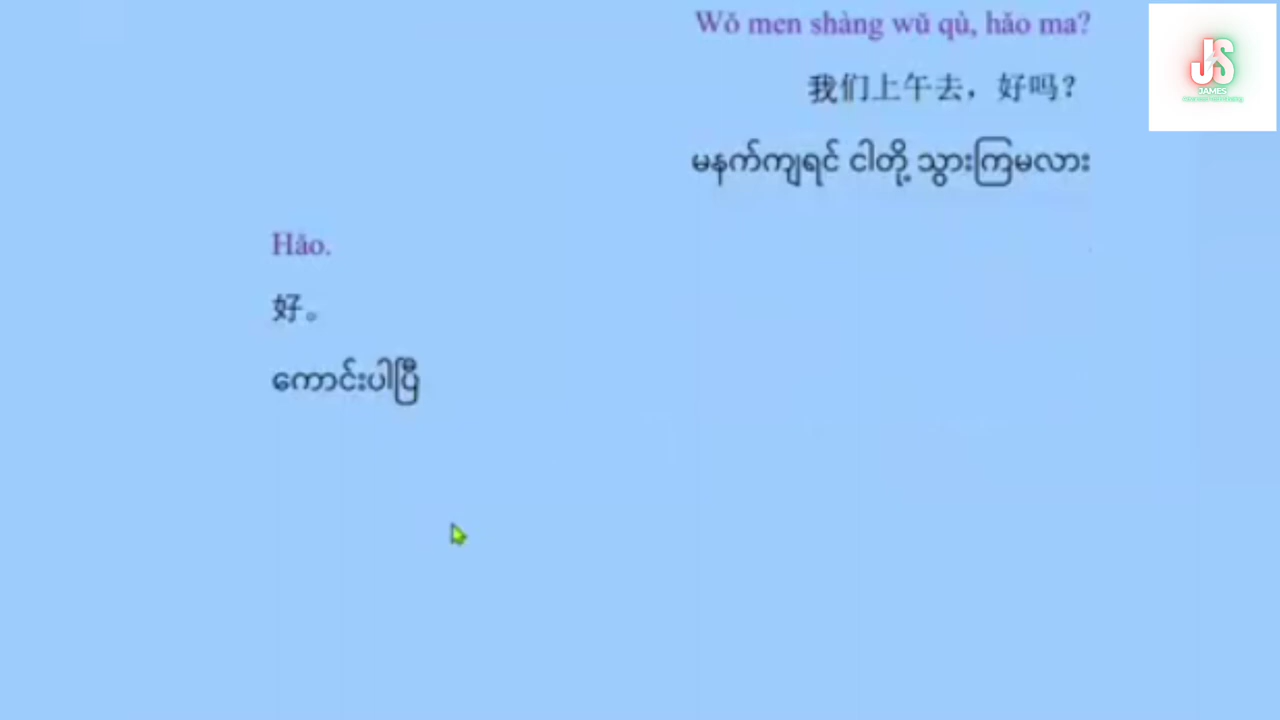 Wǒ men shàng wǔ qù, hǎo ma?
我们上午去，好吗？
မနက်ကျရင် ငါတို့ သွားကြမလား
Hǎo.
好。
ကောင်းပါပြီ
JS
JAMES